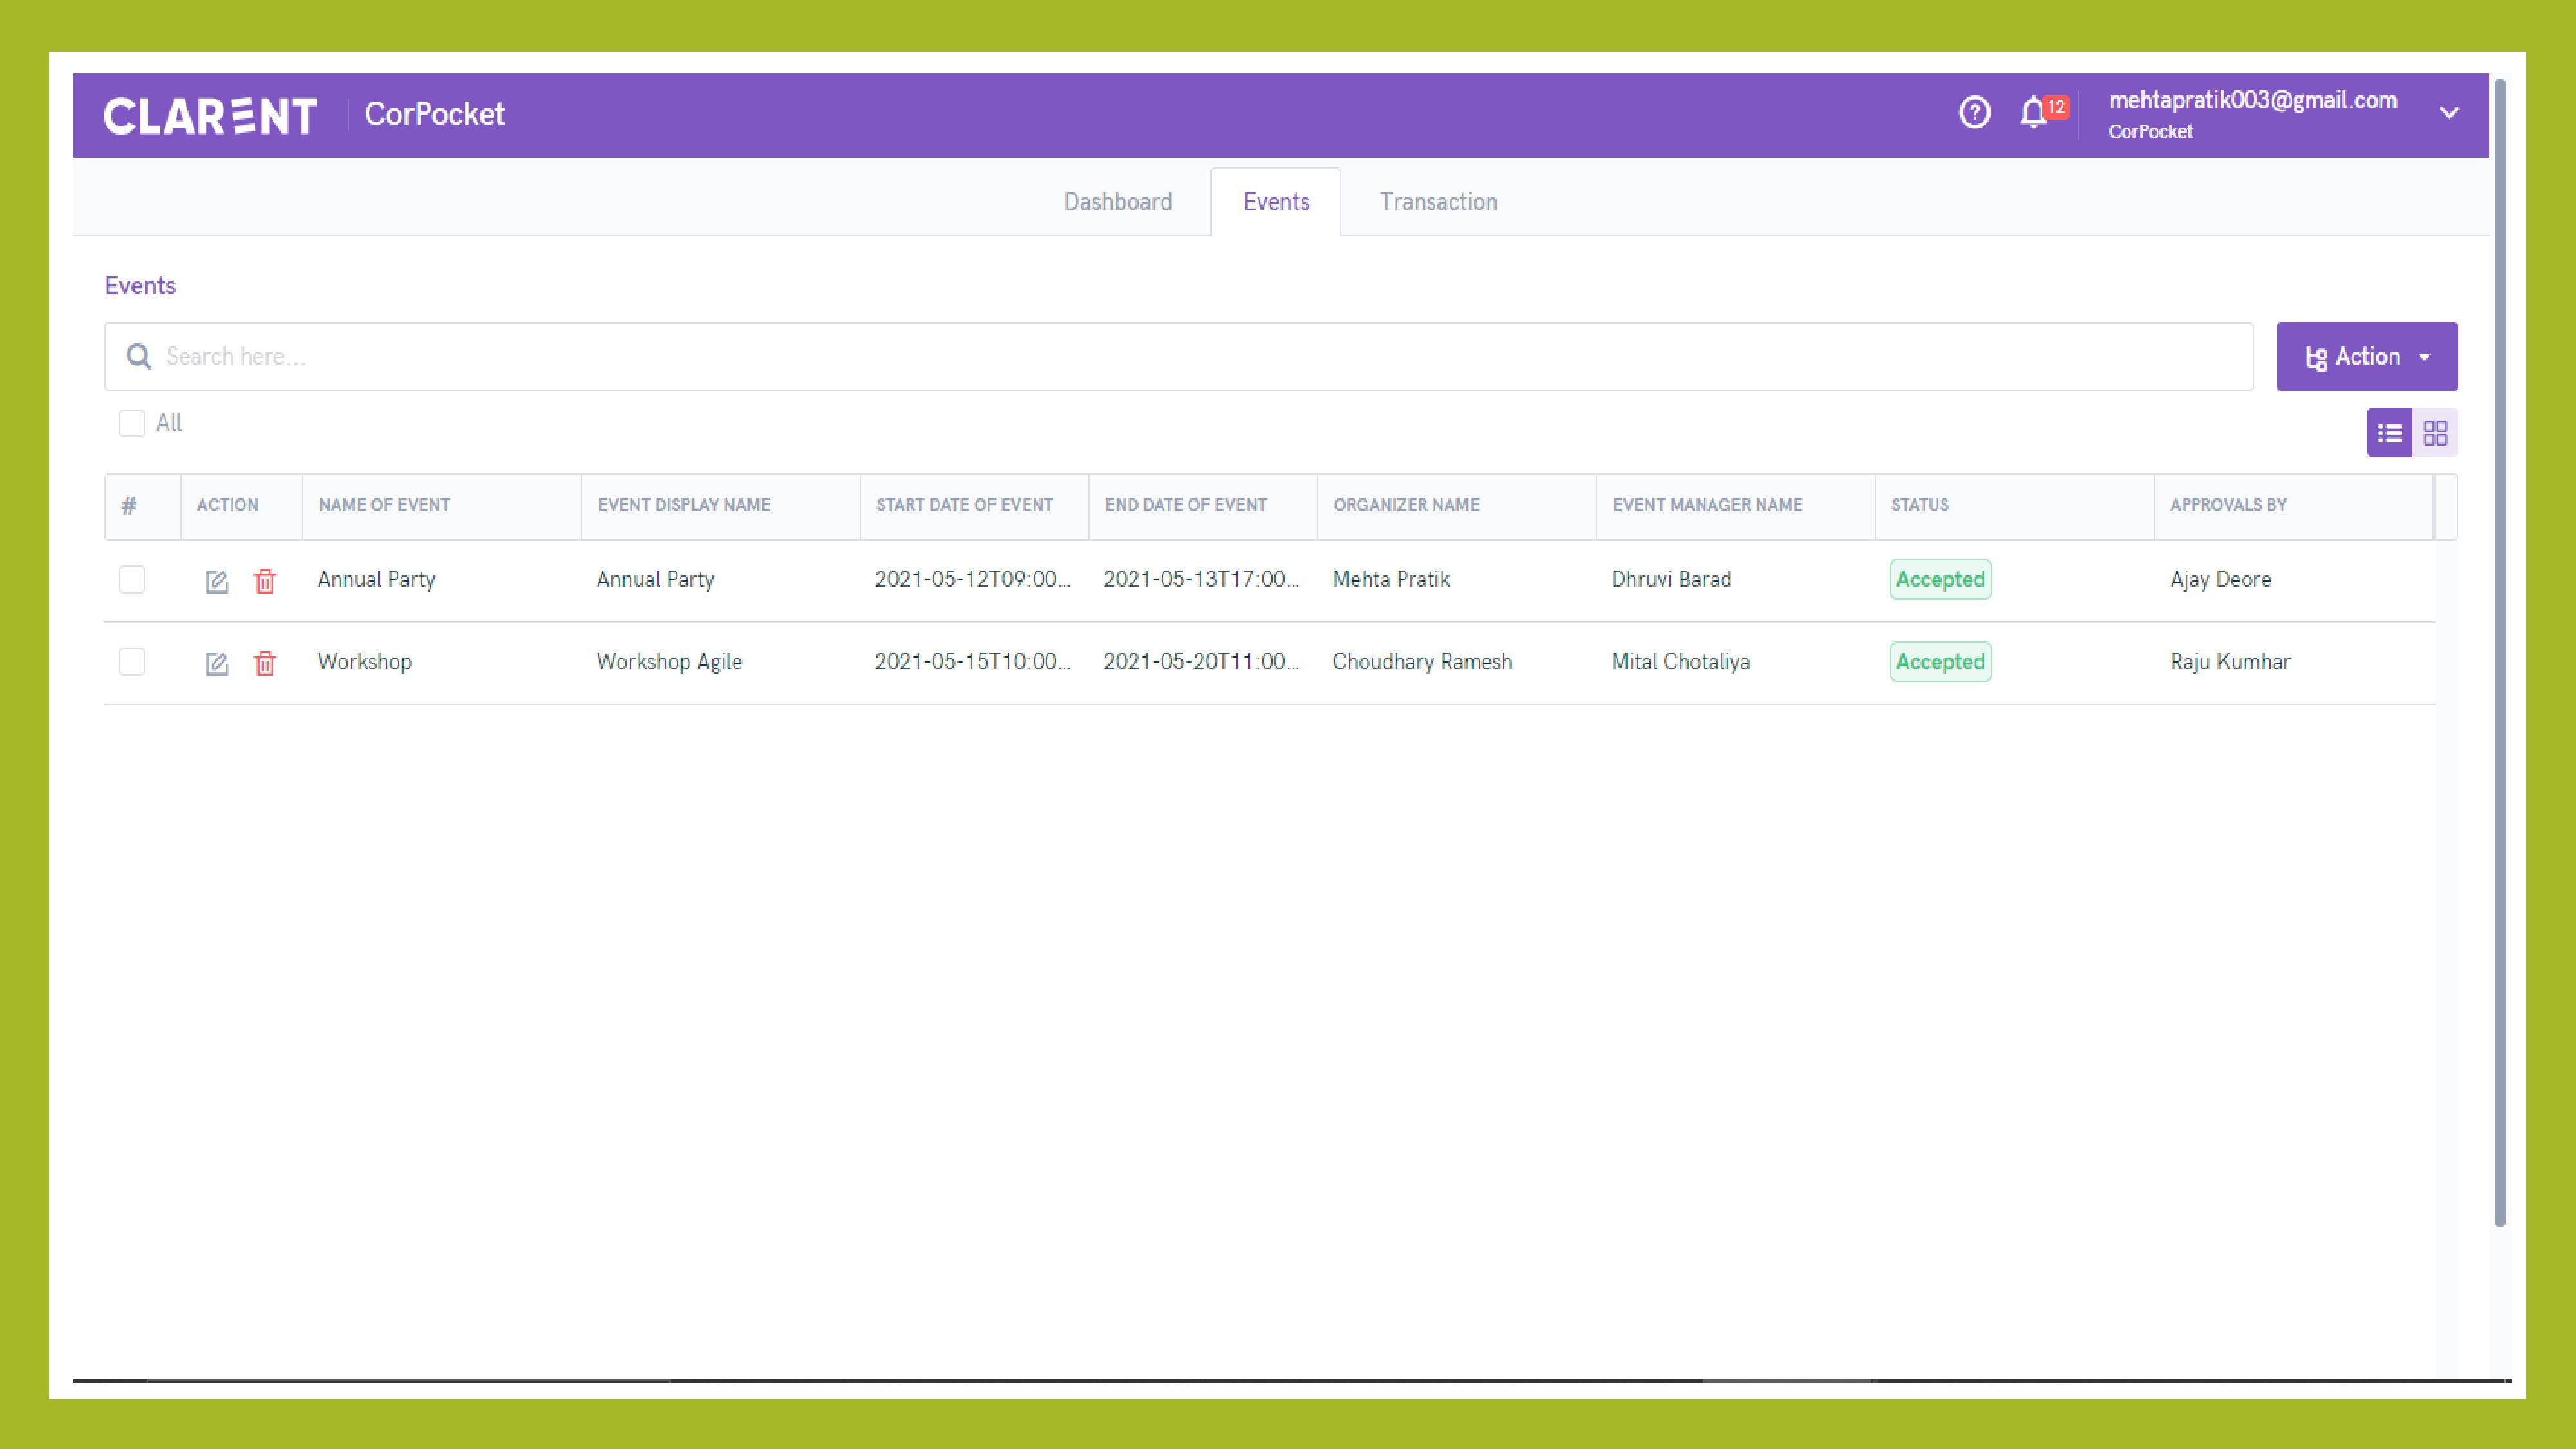 CLARENT CorPocket
12
mehtapratik003@gmail.com
CorPocket
Dashboard Events Transaction
Events
Search here...
Action
All
# ACTION NAME OF EVENT EVENT DISPLAY NAME START DATE OF EVENT END DATE OF EVENT ORGANIZER NAME EVENT MANAGER NAME STATUS APPROVALS BY
Annual Party Annual Party 2021-05-12T09:00... 2021-05-13T17:00... Mehta Pratik Dhruvi Barad Accepted Ajay Deore
Workshop Workshop Agile 2021-05-15T10:00... 2021-05-20T11:00... Choudhary Ramesh Mital Chotaliya Accepted Raju Kumhar